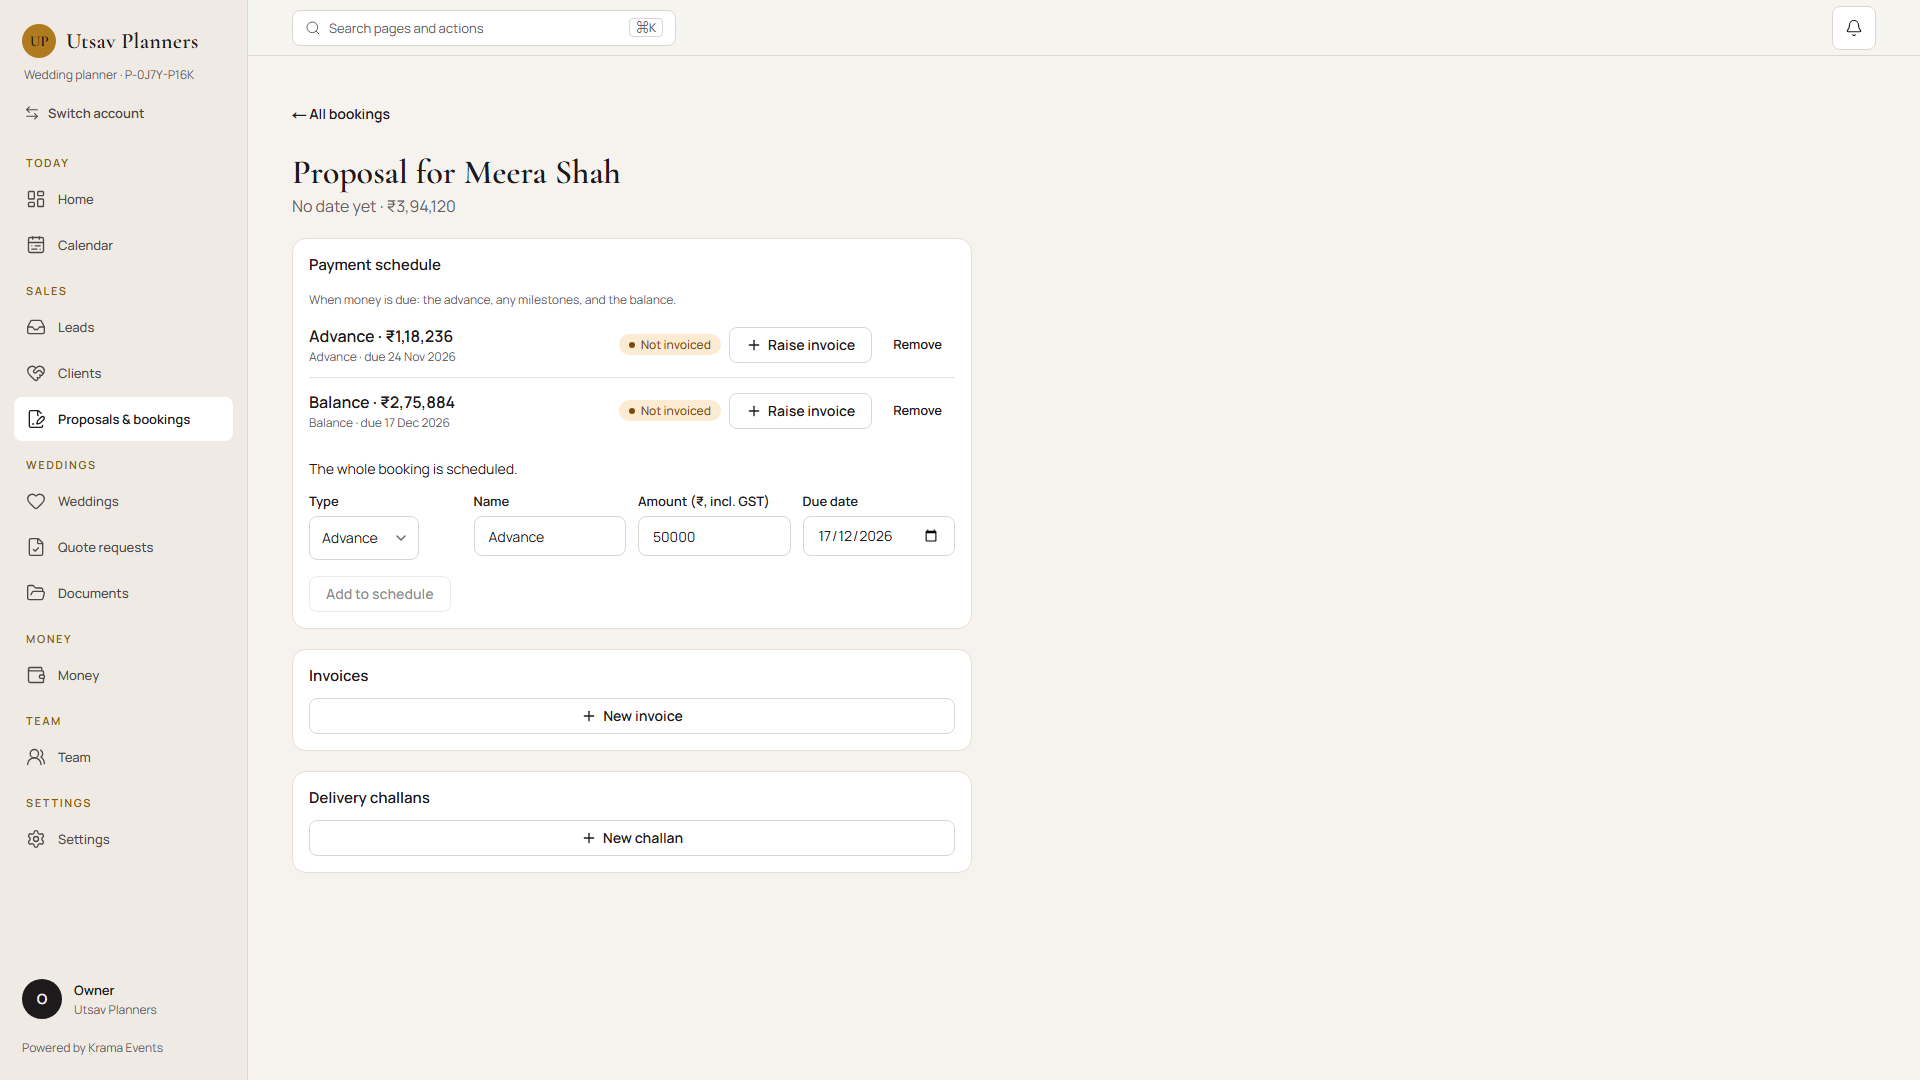 UP Utsav Planners
Wedding planner · P-0J7Y-P16K
Switch account
TODAY
Home
Calendar
SALES
Leads
Clients
Proposals & bookings
WEDDINGS
Weddings
Quote requests
Documents
MONEY
Money
TEAM
Team
SETTINGS
Settings
O Owner
Utsav Planners
Powered by Krama Events
Search pages and actions ⌘K
← All bookings
Proposal for Meera Shah
No date yet · ₹3,94,120
Payment schedule
When money is due: the advance, any milestones, and the balance.
Advance · ₹1,18,236
Advance · due 24 Nov 2026
Not invoiced + Raise invoice Remove
Balance · ₹2,75,884
Balance · due 17 Dec 2026
Not invoiced + Raise invoice Remove
The whole booking is scheduled.
Type Name Amount (₹, incl. GST) Due date
Advance Advance 50000 17/12/2026
Add to schedule
Invoices
+ New invoice
Delivery challans
+ New challan